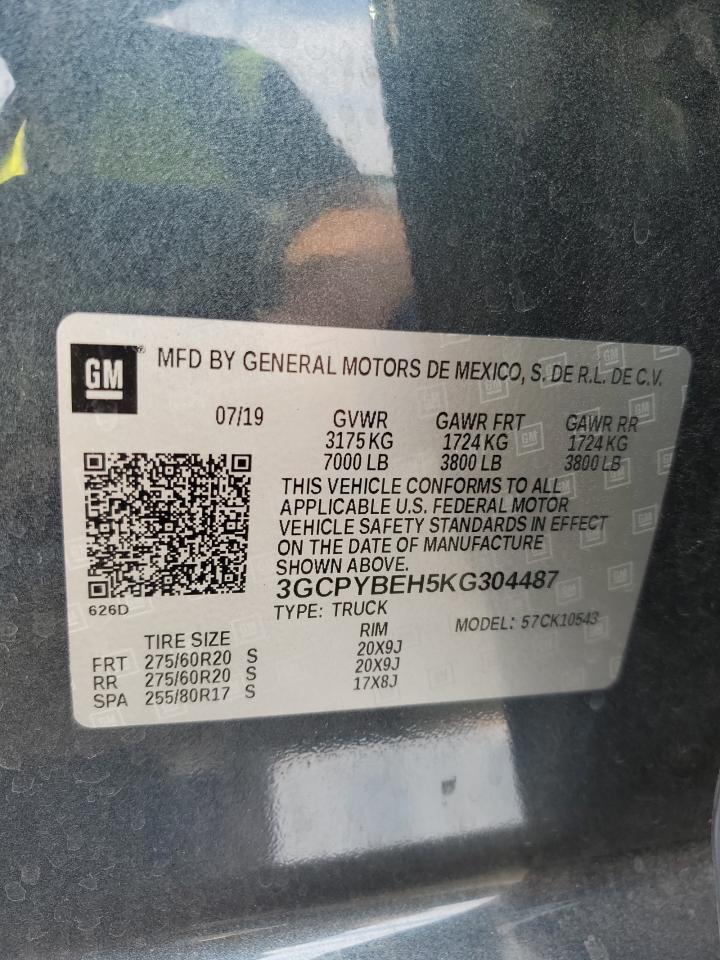 GM
MFD BY GENERAL MOTORS DE MEXICO, S. DE R.L. DE C.V.
07/19 GVWR GAWR FRT GAWR RR
3175 KG 1724 KG 1724 KG
7000 LB 3800 LB 3800 LB
THIS VEHICLE CONFORMS TO ALL
APPLICABLE U.S. FEDERAL MOTOR
VEHICLE SAFETY STANDARDS IN EFFECT
ON THE DATE OF MANUFACTURE
SHOWN ABOVE.
3GCPYBEH5KG304487
626D
TYPE: TRUCK MODEL: 57CK10543
TIRE SIZE RIM
FRT 275/60R20 S 20X9J
RR 275/60R20 S 20X9J
SPA 255/80R17 S 17X8J